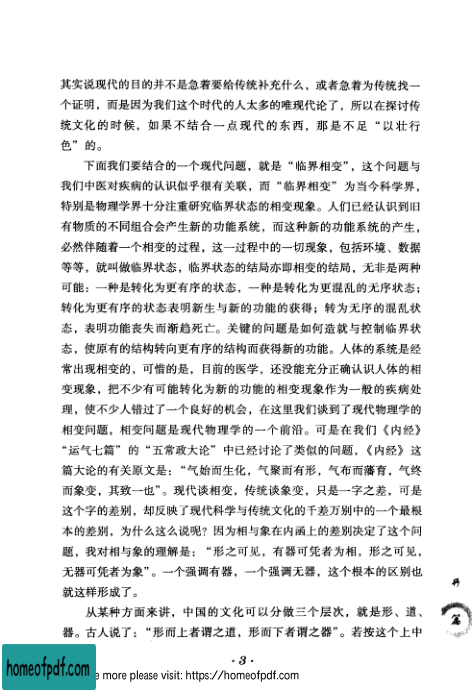 其实说现代的目的并不是急着要给传统补充什么，或者急着为传统找一
个证明，而是因为我们这个时代的人太多的唯现代论了，所以在探讨传
统文化的时候，如果不结合一点现代的东西，那是不足“以壮行
色”的。
下面我们要结合的一个现代问题，就是“临界相变”，这个问题与
我们中医对疾病的认识似乎很有关联，而“临界相变”为当今科学界，
特别是物理学界十分注重研究临界状态的相变现象。人们已经认识到旧
有物质的不同组合会产生新的功能系统，而这种新的功能系统的产生，
必然伴随着一个相变的过程，这一过程中的一切现象，包括环境、数据
等等，就叫做临界状态，临界状态的结局亦即相变的结局，无非是两种
可能：一种是转化为更有序的状态，一种是转化为更混乱的无序状态；
转化为更有序的状态表明新生与新的功能的获得；转为无序的混乱状
态，表明功能丧失而渐趋死亡。关键的问题是如何造就与控制临界状
态，使原有的结构转向更有序的结构而获得新的功能。人体的系统是经
常出现相变的，可惜的是，目前的医学，还没能充分正确认识人体的相
变现象，把不少有可能转化为新的功能的相变现象作为一般的疾病处
理，使不少人错过了一个良好的机会，在这里我们谈到了现代物理学的
相变问题，相变问题是现代物理学的一个前沿。可是在我们《内经》
“运气七篇”的“五常政大论”中已经讨论了类似的问题，《内经》这
篇大论的有关原文是：“气始而生化，气聚而有形，气布而藩育，气终
而象变，其致一也”。现代谈相变，传统谈象变，只是一字之差，可是
这个字的差别，却反映了现代科学与传统文化的千差万别中的一个最根
本的差别，为什么这么说呢？因为相与象在内涵上的差别决定了这个问
题，我对相与象的理解是：“形之可见，有器可凭者为相，形之可见，
无器可凭者为象”。一个强调有器，一个强调无器，这个根本的区别也
就这样形成了。
从某种方面来讲，中国的文化可以分做三个层次，就是形、道、
器。古人说了：“形而上者谓之道，形而下者谓之器”。若按这个上中
·3·
homeofpdf.com
e more please visit: https://homeofpdf.com